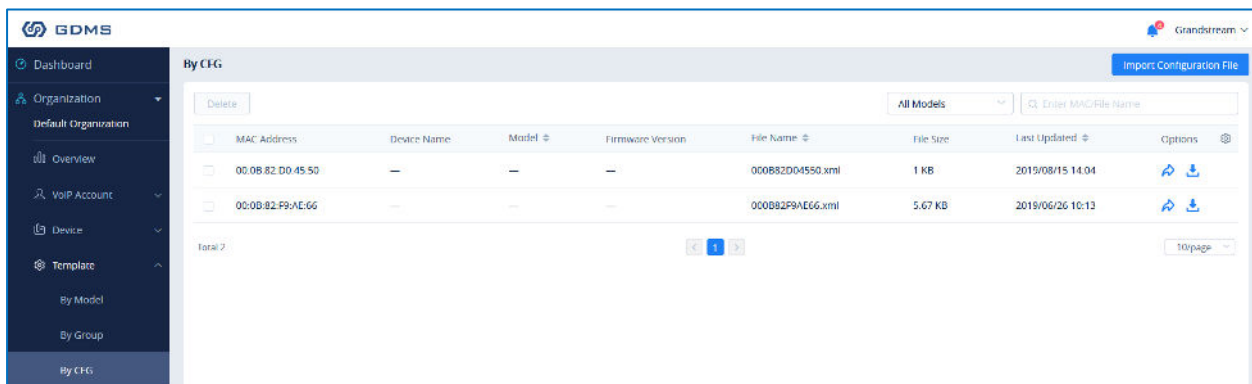 GDMS
Grandstream
Dashboard
By CFG
Import Configuration File
Organization
Default Organization
Delete
All Models
Enter MAC/File Name
MAC Address Device Name Model Firmware Version File Name File Size Last Updated Options
00:0B:82:D0:45:50 — — — 000B82D04550.xml 1 KB 2019/08/15 14:04
00:0B:82:F9:AE:66 — — — 000B82F9AE66.xml 5.67 KB 2019/06/26 10:13
Overview
VoIP Account
Device
Total 2
1
10/page
Template
By Model
By Group
By CFG